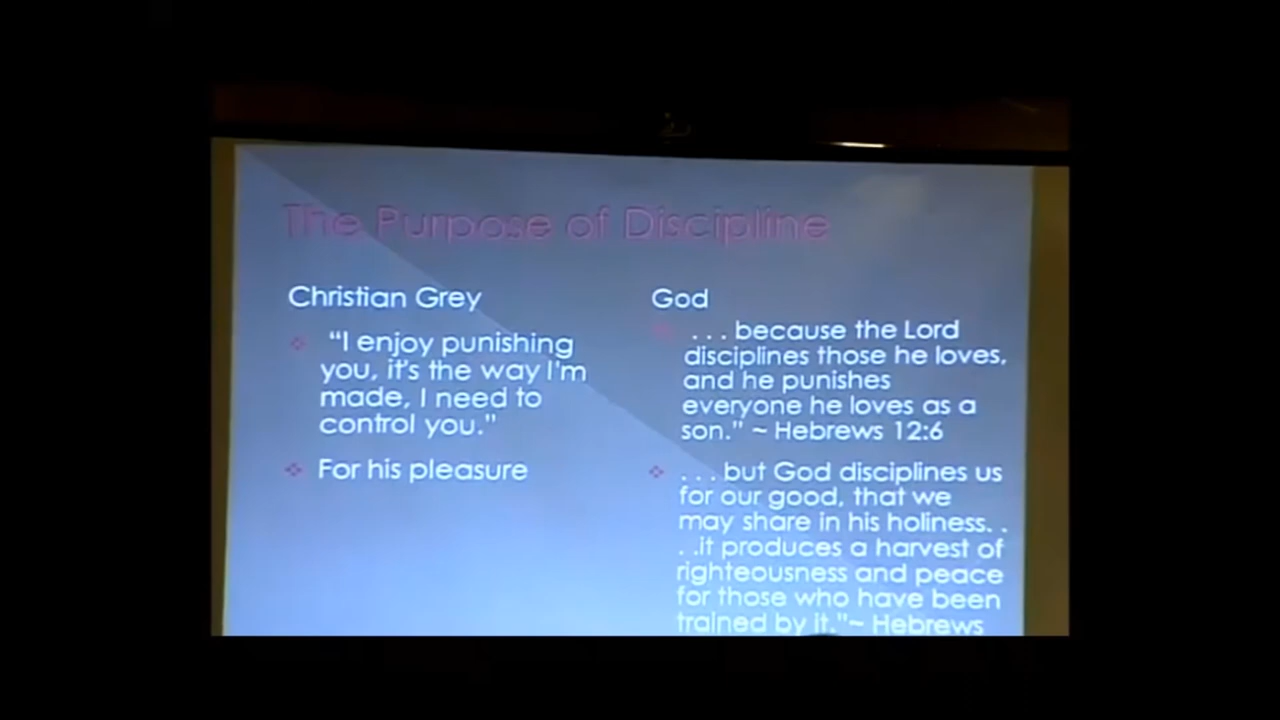 The Purpose of Discipline
Christian Grey
“I enjoy punishing
you, it's the way I'm
made, I need to
control you.”
For his pleasure
God
. . . because the Lord
disciplines those he loves,
and he punishes
everyone he loves as a
son.” ~ Hebrews 12:6
. . . but God disciplines us
for our good, that we
may share in his holiness. .
. .it produces a harvest of
righteousness and peace
for those who have been
trained by it.”~ Hebrews